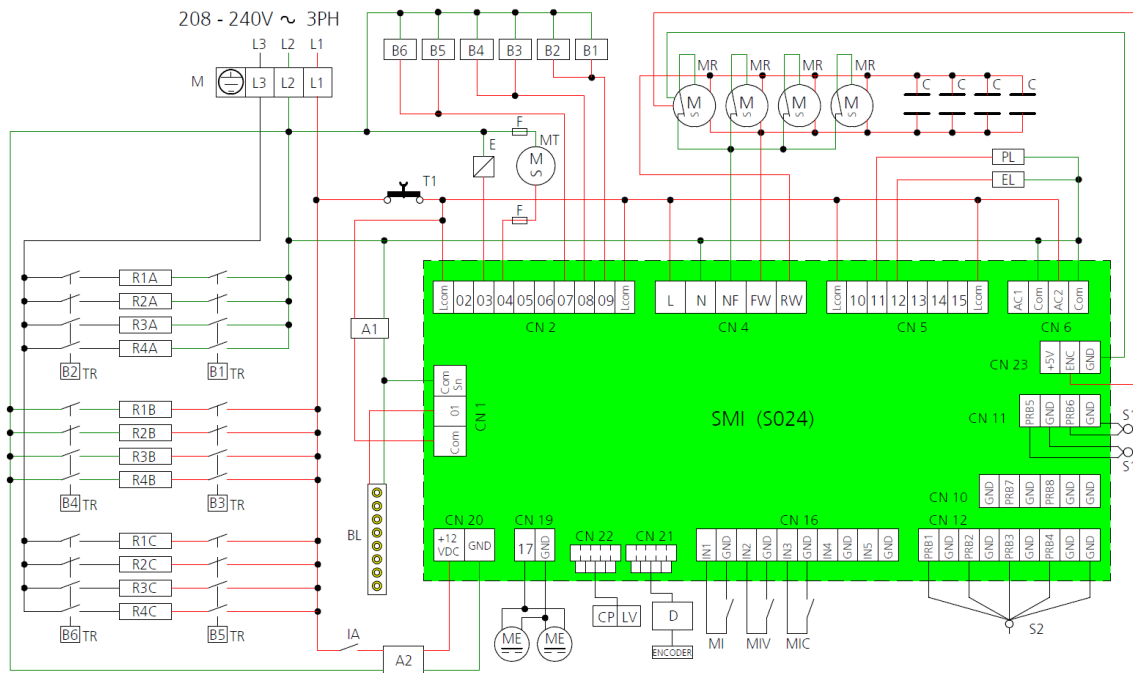 208 - 240V ~ 3PH
L3 L2 L1
M L3 L2 L1
B6 B5 B4 B3 B2 B1
MR MR MR MR
M S M S M S M S
C C C C
F
E
MT
M S
T1
F
PL
EL
Lcom 02 03 04 05 06 07 08 09 Lcom
CN 2
L N NF FW RW
CN 4
Lcom 10 11 12 13 14 15 Lcom
CN 5
AC1 Com AC2 Com
CN 6
R1A
R2A
R3A
R4A
B2 TR B1 TR
A1
CN 23 +5V ENC GND
Com Sn 01 Com
CN 1
SMI (S024)
CN 11 PRB5 GND PRB6 GND
R1B
R2B
R3B
R4B
B4 TR B3 TR
CN 10 GND PRB7 GND PRB8 GND GND
BL
CN 20
+12 VDC GND
CN 19
17 GND
CN 22
CN 21
CN 16
IN1 GND IN2 GND IN3 GND IN4 GND IN5 GND
CN 12
PRB1 GND PRB2 GND PRB3 GND PRB4 GND GND
R1C
R2C
R3C
R4C
B6 TR B5 TR
IA
A2
ME ME
CP LV
D
ENCODER
MI MIV MIC
S2